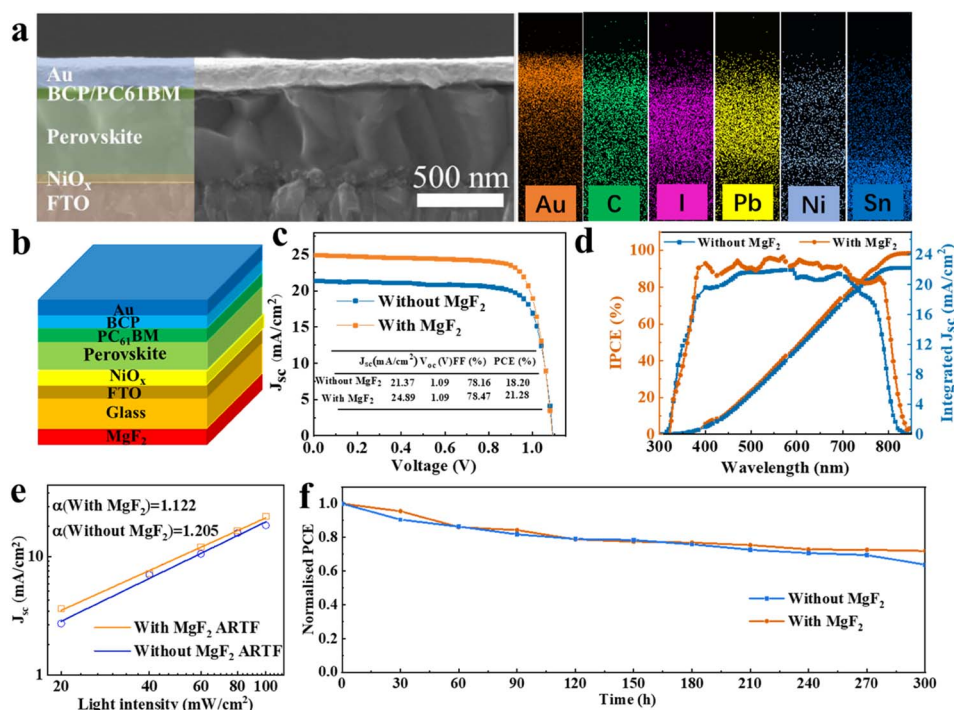 a
Au
BCP/PC61BM
Perovskite
NiOx
FTO
500 nm
Au C I Pb Ni Sn
b
Au
BCP
PC61BM
Perovskite
NiOx
FTO
Glass
MgF2
c
Jsc (mA/cm2)
25
20
15
10
5
0
Without MgF2
With MgF2
Jsc(mA/cm2) Voc (V)FF (%) PCE (%)
Without MgF2 21.37 1.09 78.16 18.20
With MgF2 24.89 1.09 78.47 21.28
0.0 0.2 0.4 0.6 0.8 1.0
Voltage (V)
d
Without MgF2 With MgF2
IPCE (%)
100
80
60
40
20
0
24
20
16
12
8
4
0
Integrated Jsc (mA/cm2)
300 400 500 600 700 800
Wavelength (nm)
e
α(With MgF2)=1.122
α(Without MgF2)=1.205
Jsc (mA/cm2)
10
1
With MgF2 ARTF
Without MgF2 ARTF
20 40 60 80 100
Light intensity (mW/cm2)
f
Normalised PCE
1.0
0.8
0.6
0.4
0.2
0.0
Without MgF2
With MgF2
0 30 60 90 120 150 180 210 240 270 300
Time (h)